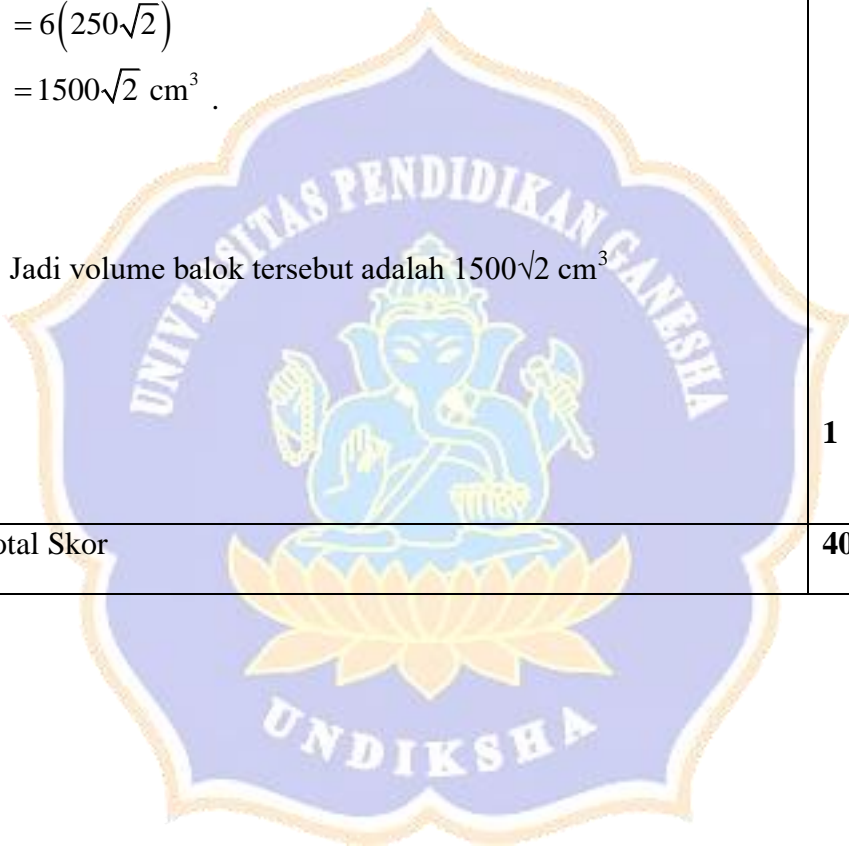 = 6(250√2)
= 1500√2 cm³ .
UNIVERSITAS PENDIDIKAN GANESHA
Jadi volume balok tersebut adalah 1500√2 cm³
1
otal Skor 40
UNDIKSHA